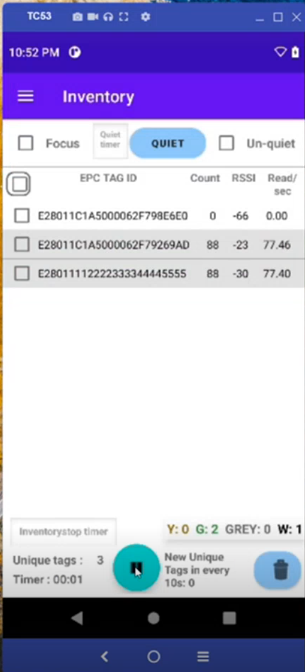 TC53
10:52 PM
Inventory
Focus
Quiet timer
QUIET
Un-quiet
EPC TAG ID Count RSSI Read/sec
E28011C1A5000062F798E6E0 0 -66 0.00
E28011C1A5000062F79269AD 88 -23 77.46
E28011112222333344445555 88 -30 77.40
Inventorystop timer
Y: 0 G: 2 GREY: 0 W: 1
Unique tags : 3
Timer : 00:01
New Unique
Tags in every
10s: 0